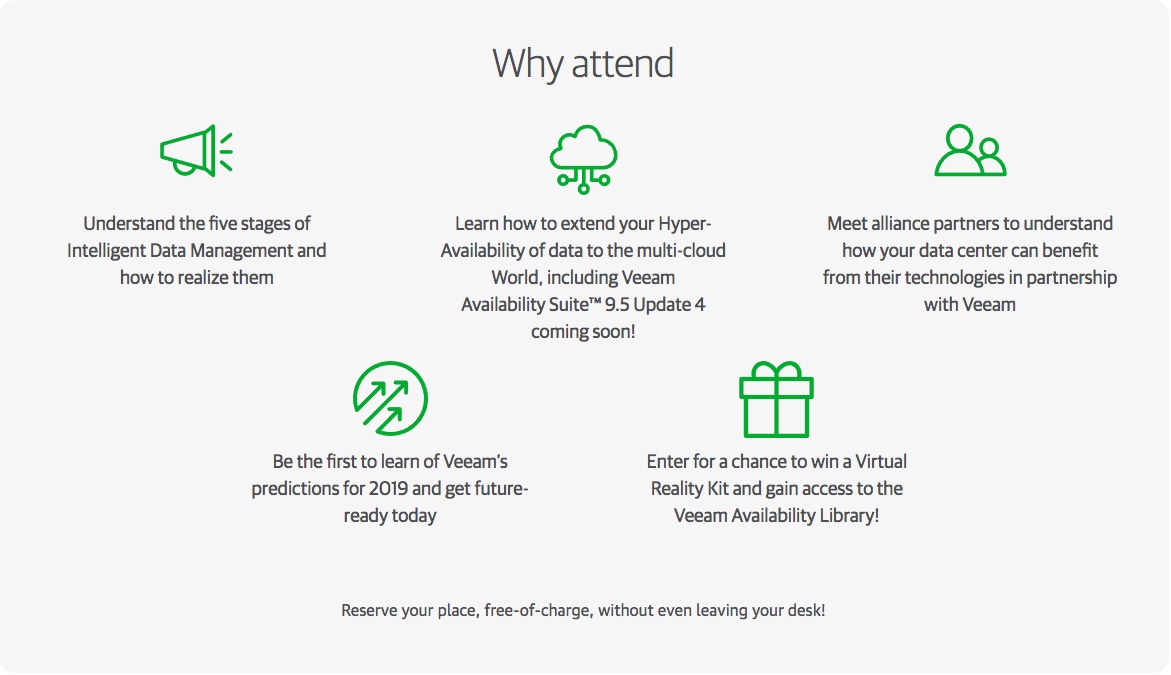 Why attend
Understand the five stages of
Intelligent Data Management and
how to realize them
Learn how to extend your Hyper-
Availability of data to the multi-cloud
World, including Veeam
Availability Suite™ 9.5 Update 4
coming soon!
Meet alliance partners to understand
how your data center can benefit
from their technologies in partnership
with Veeam
Be the first to learn of Veeam’s
predictions for 2019 and get future-
ready today
Enter for a chance to win a Virtual
Reality Kit and gain access to the
Veeam Availability Library!
Reserve your place, free-of-charge, without even leaving your desk!